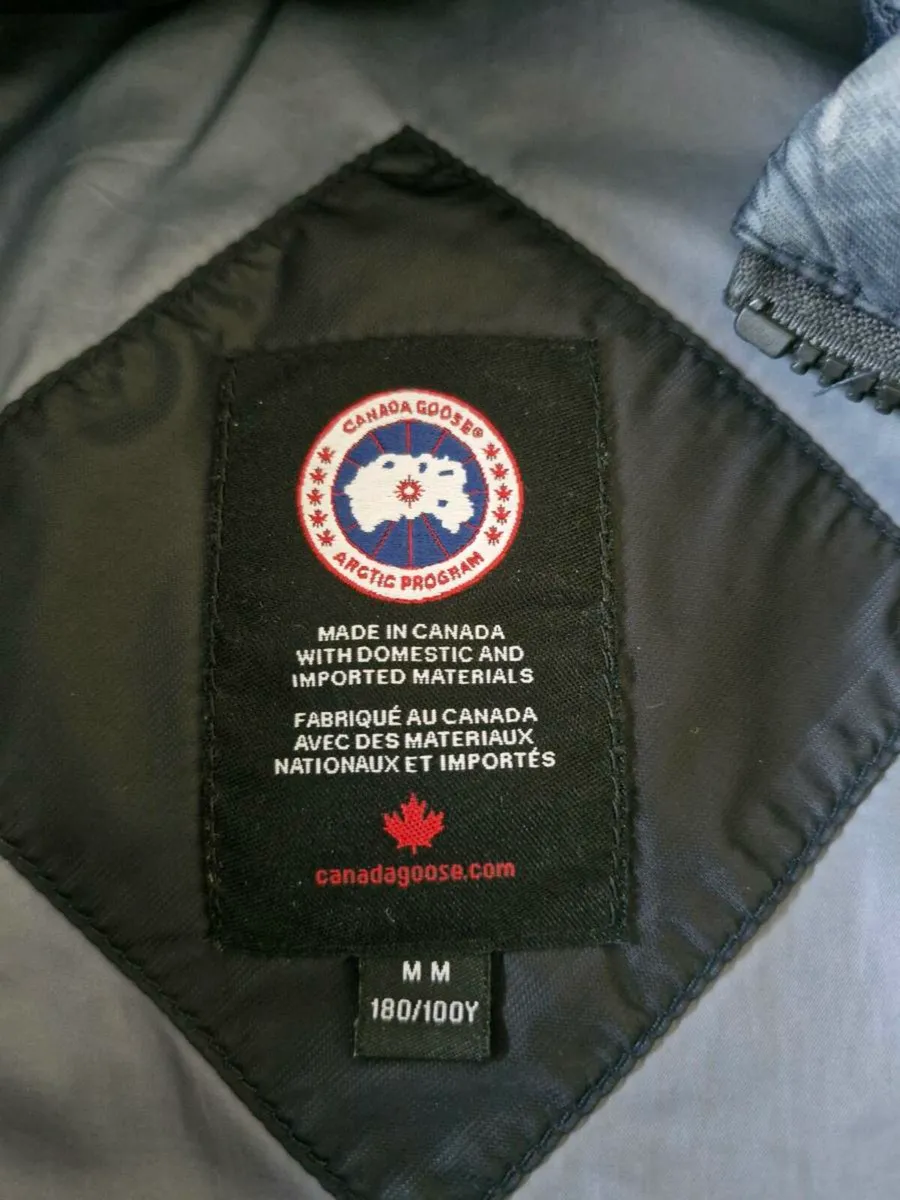 CANADA GOOSE®
ARCTIC PROGRAM
MADE IN CANADA
WITH DOMESTIC AND
IMPORTED MATERIALS
FABRIQUÉ AU CANADA
AVEC DES MATERIAUX
NATIONAUX ET IMPORTÉS
canadagoose.com
M M
180/100Y